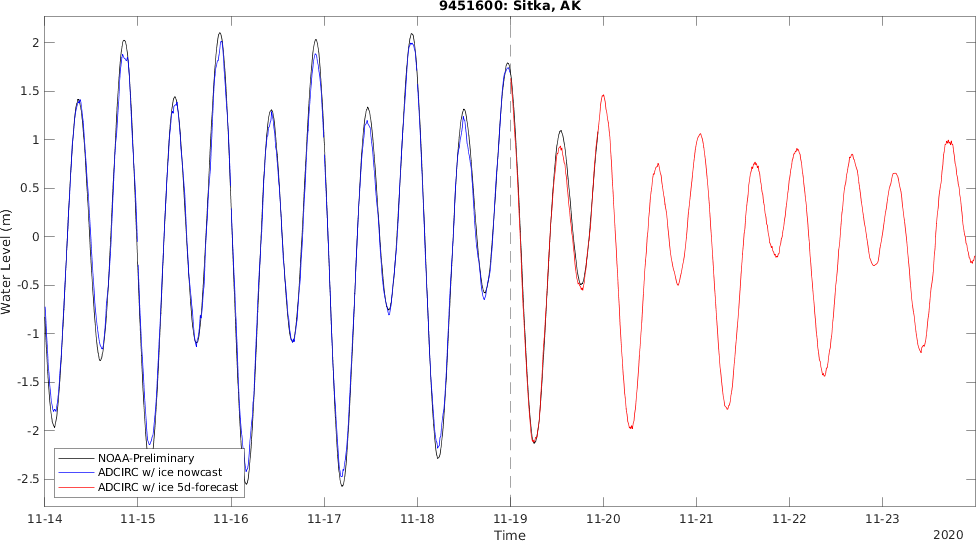 9451600: Sitka, AK
Water Level (m)
2
1.5
1
0.5
0
-0.5
-1
-1.5
-2
-2.5
NOAA-Preliminary
ADCIRC w/ ice nowcast
ADCIRC w/ ice 5d-forecast
11-14 11-15 11-16 11-17 11-18 11-19 11-20 11-21 11-22 11-23
Time
2020